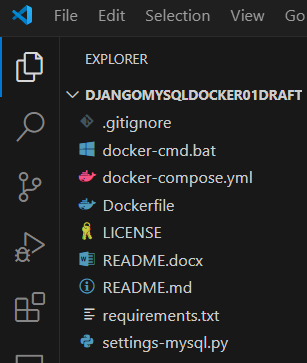 File Edit Selection View Go
EXPLORER
DJANGOMYSQLDOCKER01DRAFT
.gitignore
docker-cmd.bat
docker-compose.yml
Dockerfile
LICENSE
README.docx
README.md
requirements.txt
settings-mysql.py